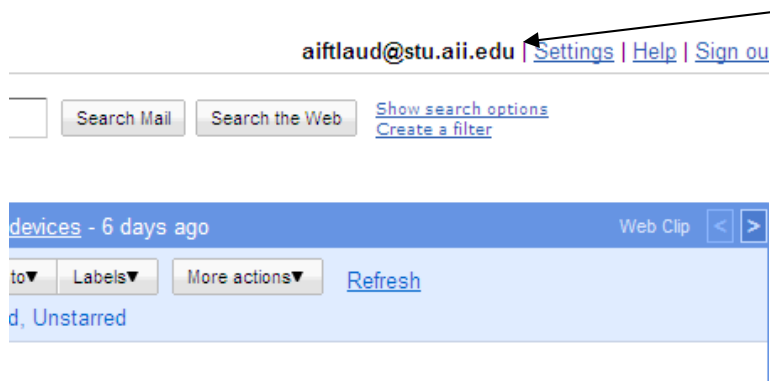 aiftlaud@stu.aii.edu | Settings | Help | Sign ou
Search Mail Search the Web Show search options
Create a filter
devices - 6 days ago Web Clip < >
to▼ Labels▼ More actions▼ Refresh
d, Unstarred